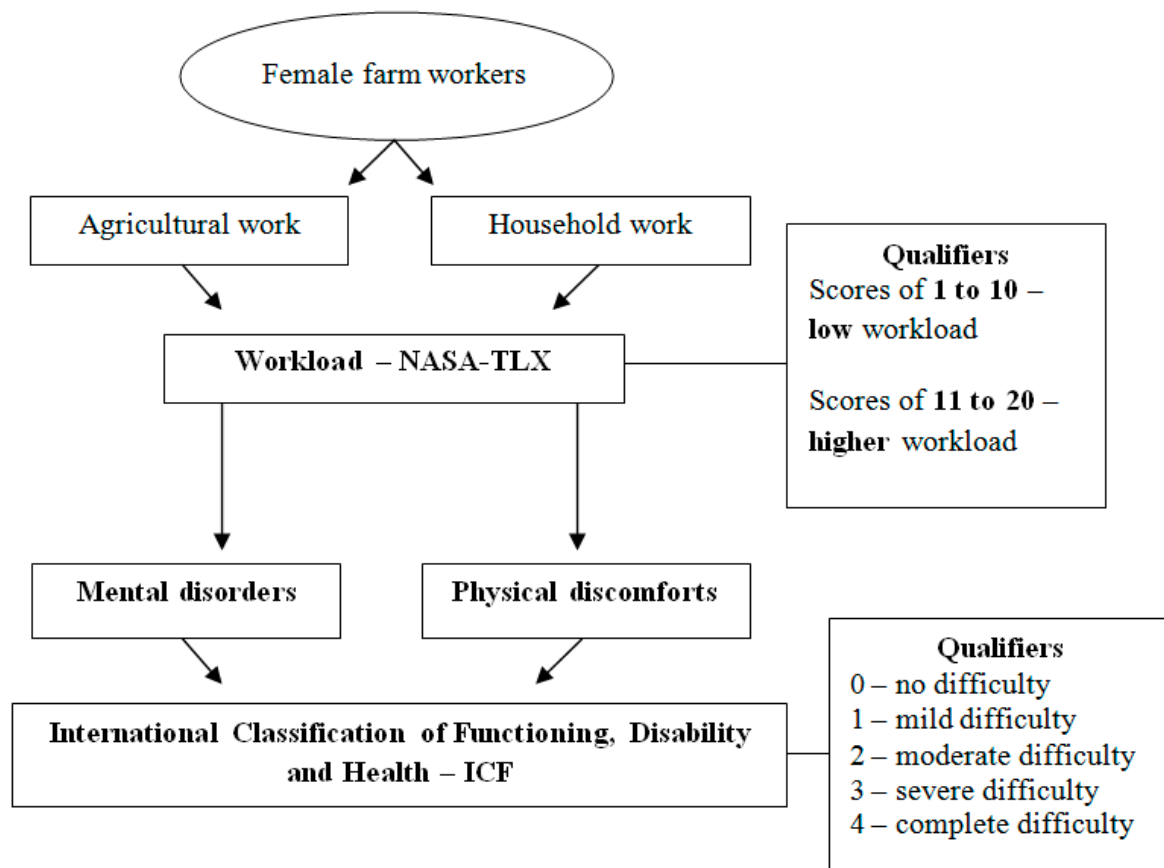 Female farm workers
Agricultural work
Household work
Qualifiers
Scores of 1 to 10 –
low workload
Scores of 11 to 20 –
higher workload
Workload – NASA-TLX
Mental disorders
Physical discomforts
International Classification of Functioning, Disability
and Health – ICF
Qualifiers
0 – no difficulty
1 – mild difficulty
2 – moderate difficulty
3 – severe difficulty
4 – complete difficulty